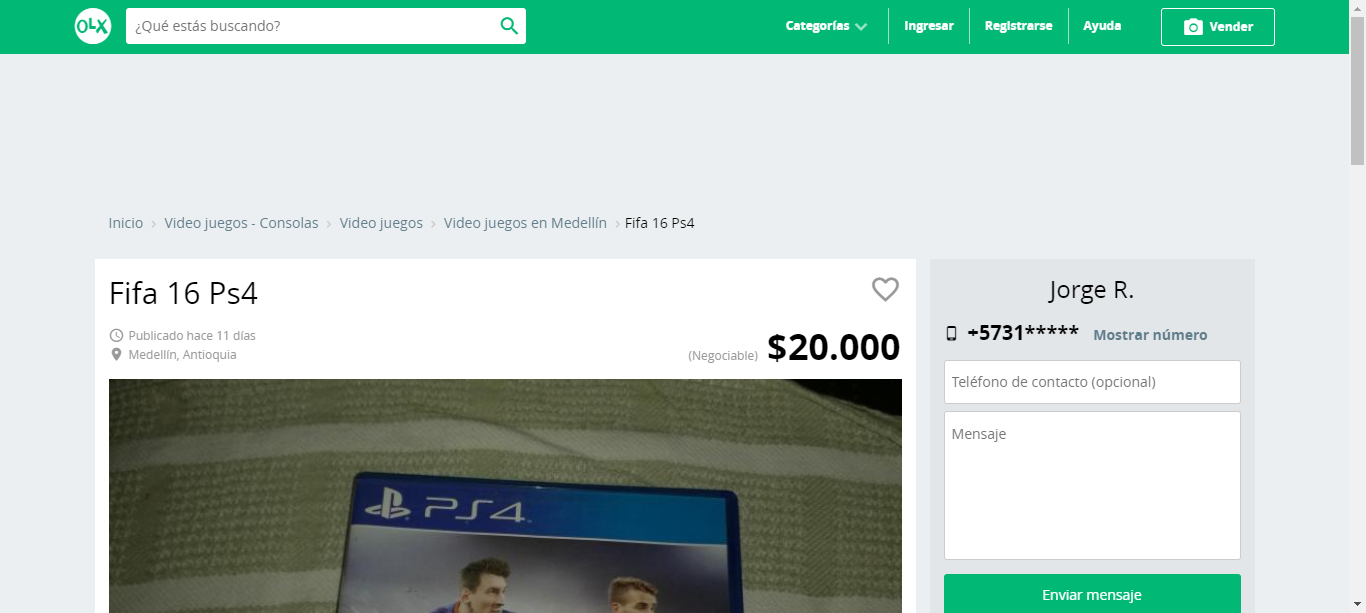 OLX
¿Qué estás buscando?
Categorías
Ingresar
Registrarse
Ayuda
Vender
Inicio > Video juegos - Consolas > Video juegos > Video juegos en Medellín > Fifa 16 Ps4
Fifa 16 Ps4
Publicado hace 11 días
Medellín, Antioquia
(Negociable) $20.000
PS4
Jorge R.
+5731***** Mostrar número
Teléfono de contacto (opcional)
Mensaje
Enviar mensaje